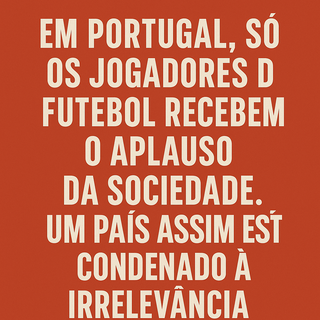 EM PORTUGAL, SÓ
OS JOGADORES D
FUTEBOL RECEBEM
O APLAUSO
DA SOCIEDADE.
UM PAÍS ASSIM EST́
CONDENADO À
IRRELEVÂNCIA